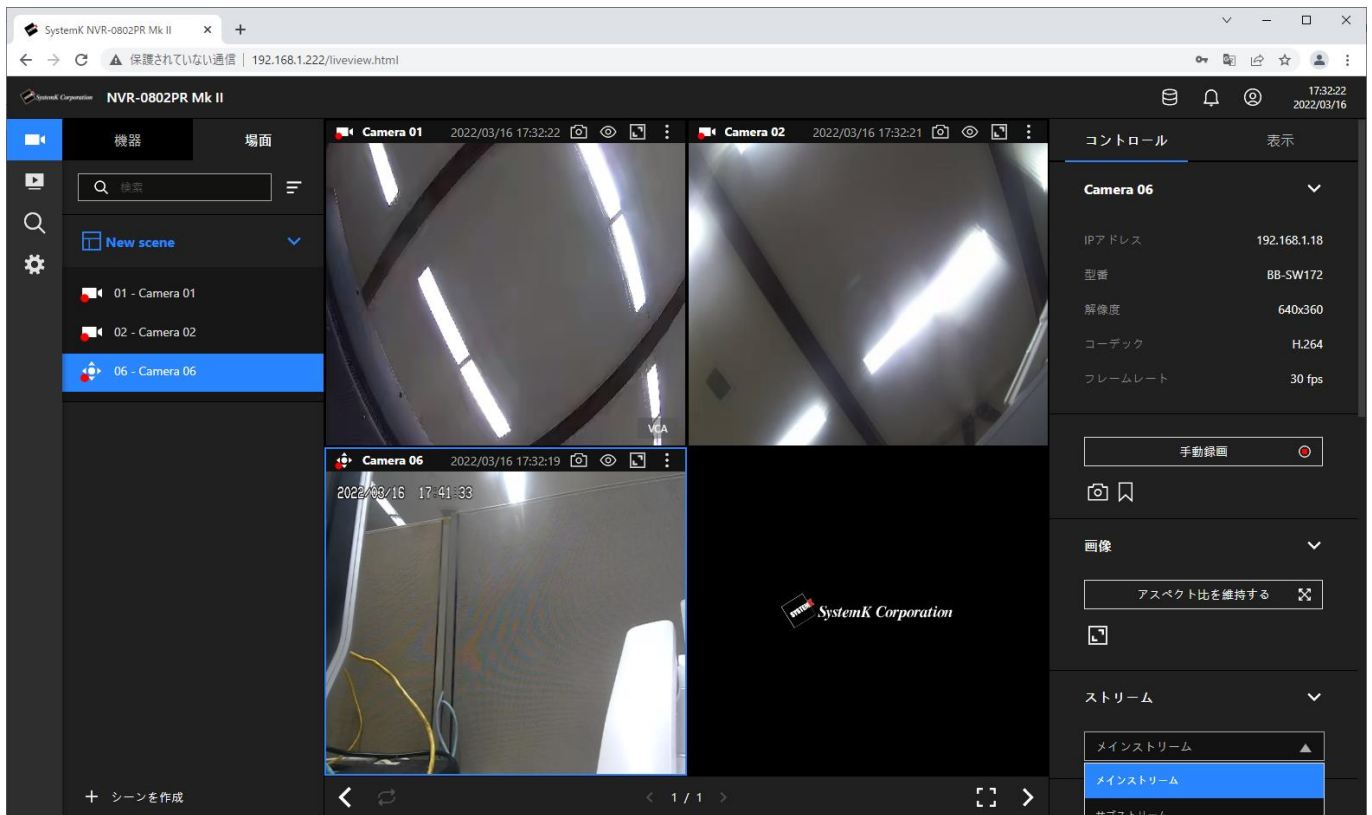 SystemK NVR-0802PR Mk II
保護されていない通信 | 192.168.1.222/liveview.html
SystemK Corporation NVR-0802PR Mk II
17:32:22
2022/03/16
機器 場面
検索
New scene
01 - Camera 01
02 - Camera 02
06 - Camera 06
シーンを作成
Camera 01 2022/03/16 17:32:22
VCA
Camera 02 2022/03/16 17:32:21
Camera 06 2022/03/16 17:32:19
2022/03/16 17:41:33
SYSTEMK SystemK Corporation
1 / 1
コントロール 表示
Camera 06
IPアドレス 192.168.1.18
型番 BB-SW172
解像度 640x360
コーデック H.264
フレームレート 30 fps
手動録画
画像
アスペクト比を維持する
ストリーム
メインストリーム
メインストリーム
サブストリーム